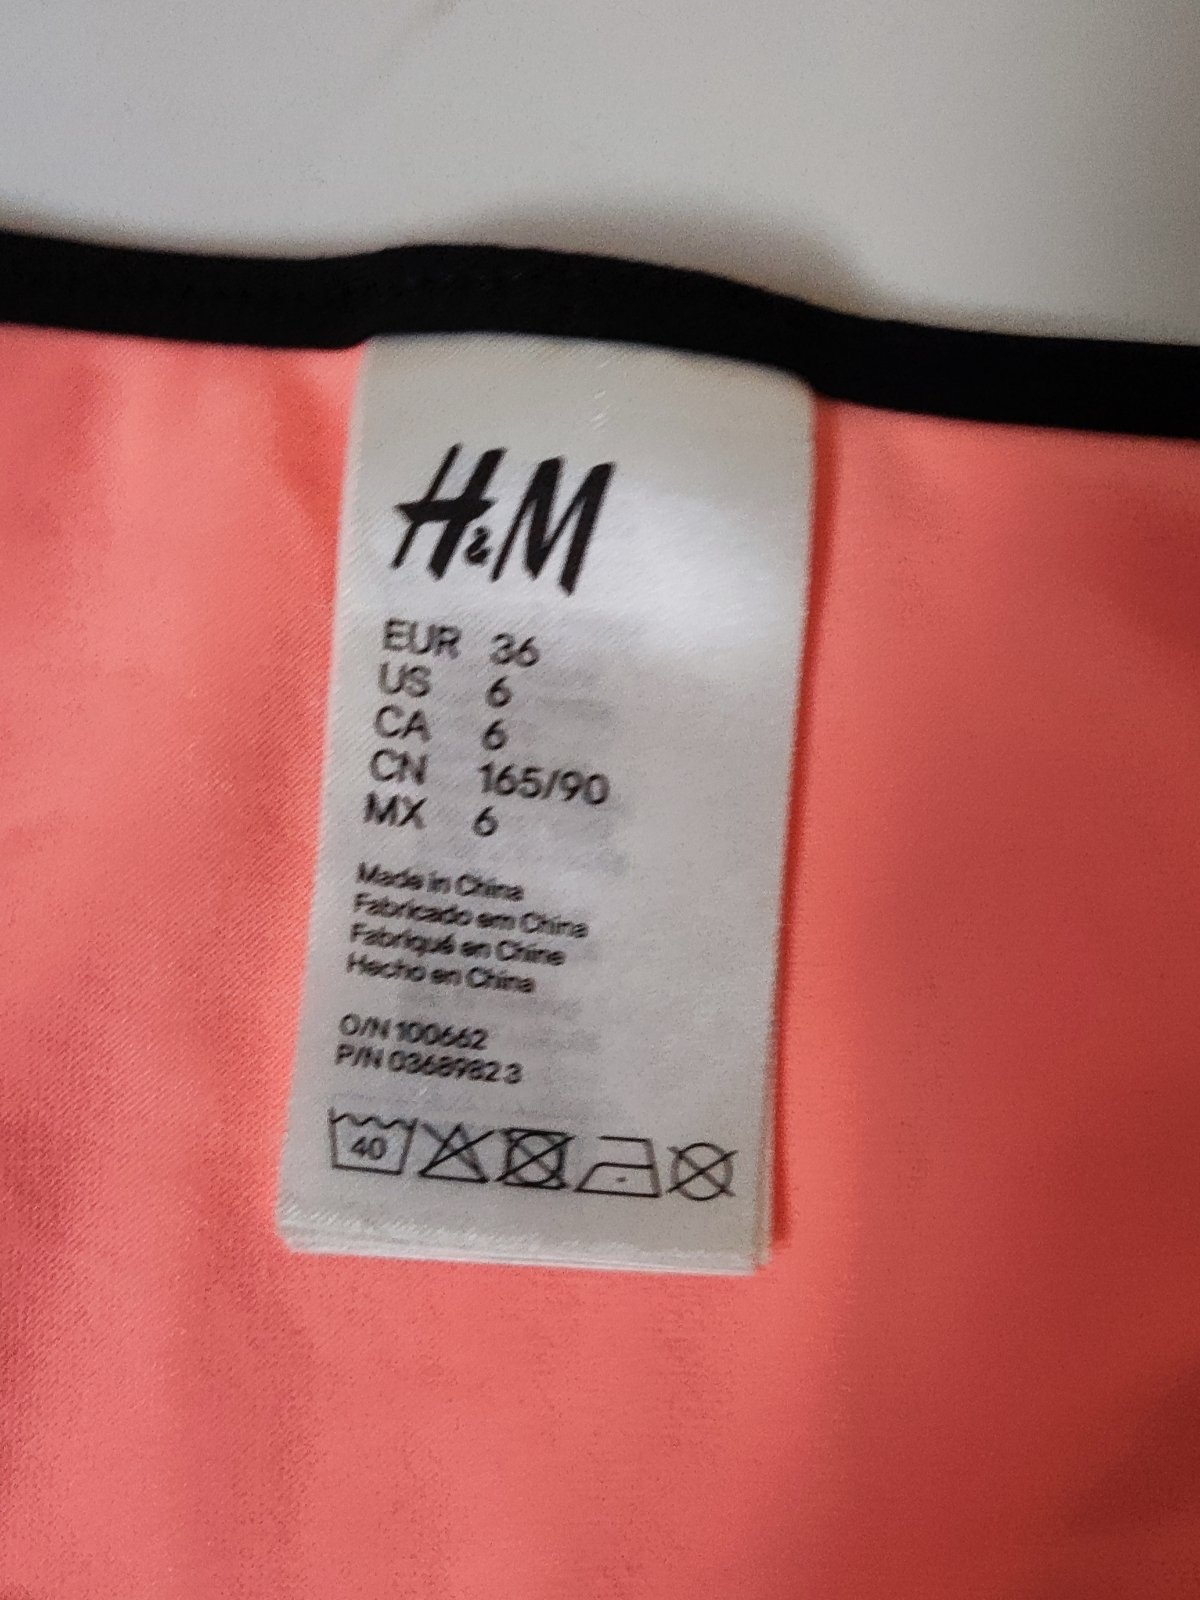 H&M
EUR 36
US 6
CA 6
CN 165/90
MX 6
Made in China
Fabricado em China
Fabriqué en Chine
Hecho en China
O/N 100662
P/N 0368982 3
40